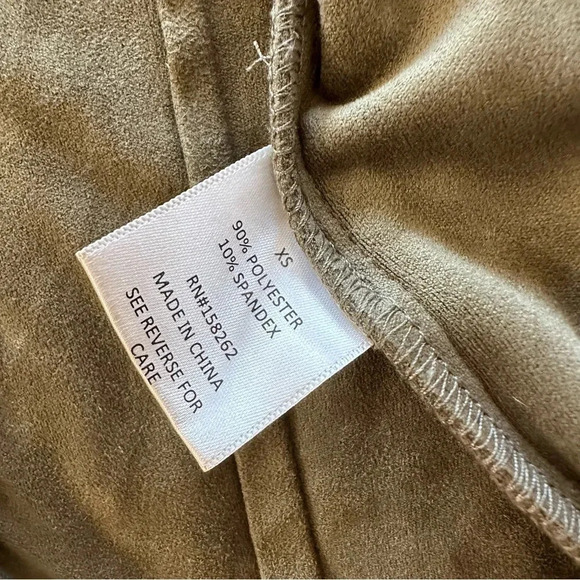 XS
90% POLYESTER
10% SPANDEX
RN#158262
MADE IN CHINA
SEE REVERSE FOR
CARE